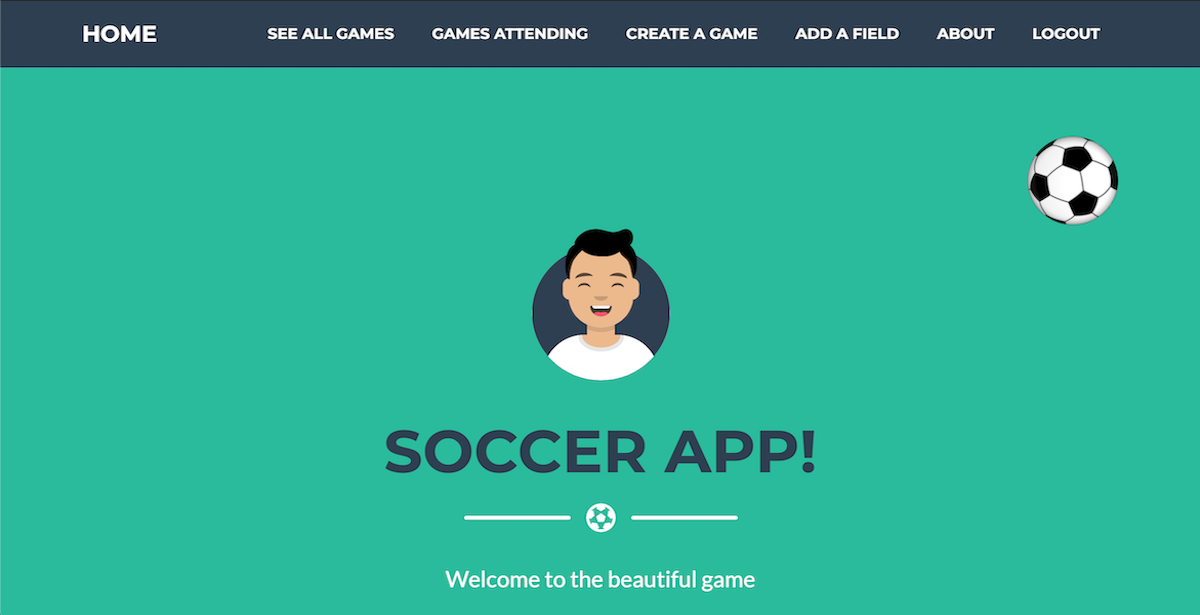 HOME SEE ALL GAMES GAMES ATTENDING CREATE A GAME ADD A FIELD ABOUT LOGOUT
SOCCER APP!
Welcome to the beautiful game